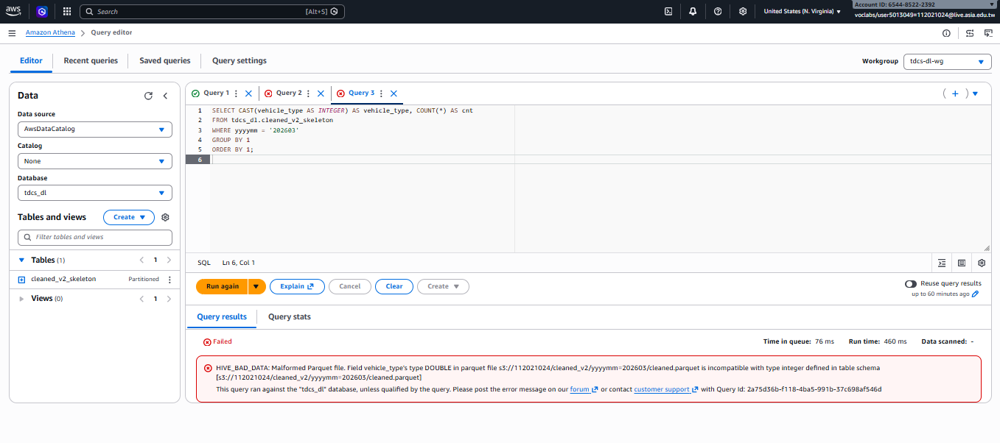 aws
Search [Alt+S]
United States (N. Virginia)
Account ID: 6544-8522-2392
voclabs/user5013049=112021024@live.asia.edu.tw
Amazon Athena
Query editor
Editor
Recent queries
Saved queries
Query settings
Workgroup
tdcs-dl-wg
Data
Data source
AwsDataCatalog
Catalog
None
Database
tdcs_dl
Tables and views
Create
Filter tables and views
Tables (1)
1
cleaned_v2_skeleton
Partitioned
Views (0)
1
Query 1
Query 2
Query 3
1 SELECT CAST(vehicle_type AS INTEGER) AS vehicle_type, COUNT(*) AS cnt
2 FROM tdcs_dl.cleaned_v2_skeleton
3 WHERE yyyymm = '202603'
4 GROUP BY 1
5 ORDER BY 1;
6
SQL
Ln 6, Col 1
Run again
Explain
Cancel
Clear
Create
Reuse query results
up to 60 minutes ago
Query results
Query stats
Failed
Time in queue: 76 ms
Run time: 460 ms
Data scanned: -
HIVE_BAD_DATA: Malformed Parquet file. Field vehicle_type's type DOUBLE in parquet file s3://112021024/cleaned_v2/yyyymm=202603/cleaned.parquet is incompatible with type integer defined in table schema
[s3://112021024/cleaned_v2/yyyymm=202603/cleaned.parquet]
This query ran against the "tdcs_dl" database, unless qualified by the query. Please post the error message on our forum or contact customer support with Query Id: 2a75d36b-f118-4ba5-991b-37c698af546d